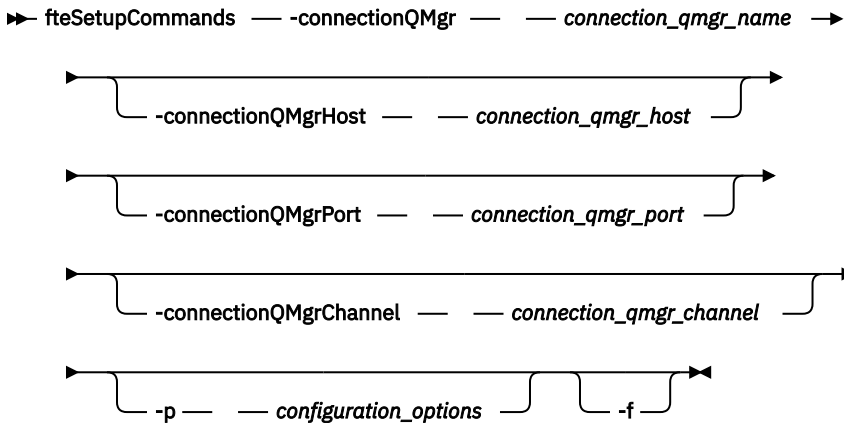 fteSetupCommands -connectionQMgr connection_qmgr_name
-connectionQMgrHost connection_qmgr_host
-connectionQMgrPort connection_qmgr_port
-connectionQMgrChannel connection_qmgr_channel
-p configuration_options -f